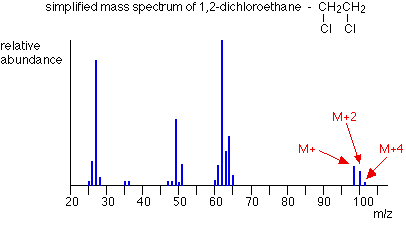 simplified mass spectrum of 1,2-dichloroethane - CH2CH2
Cl Cl
relative
abundance
M+2
M+
M+4
20 30 40 50 60 70 80 90 100
m/z